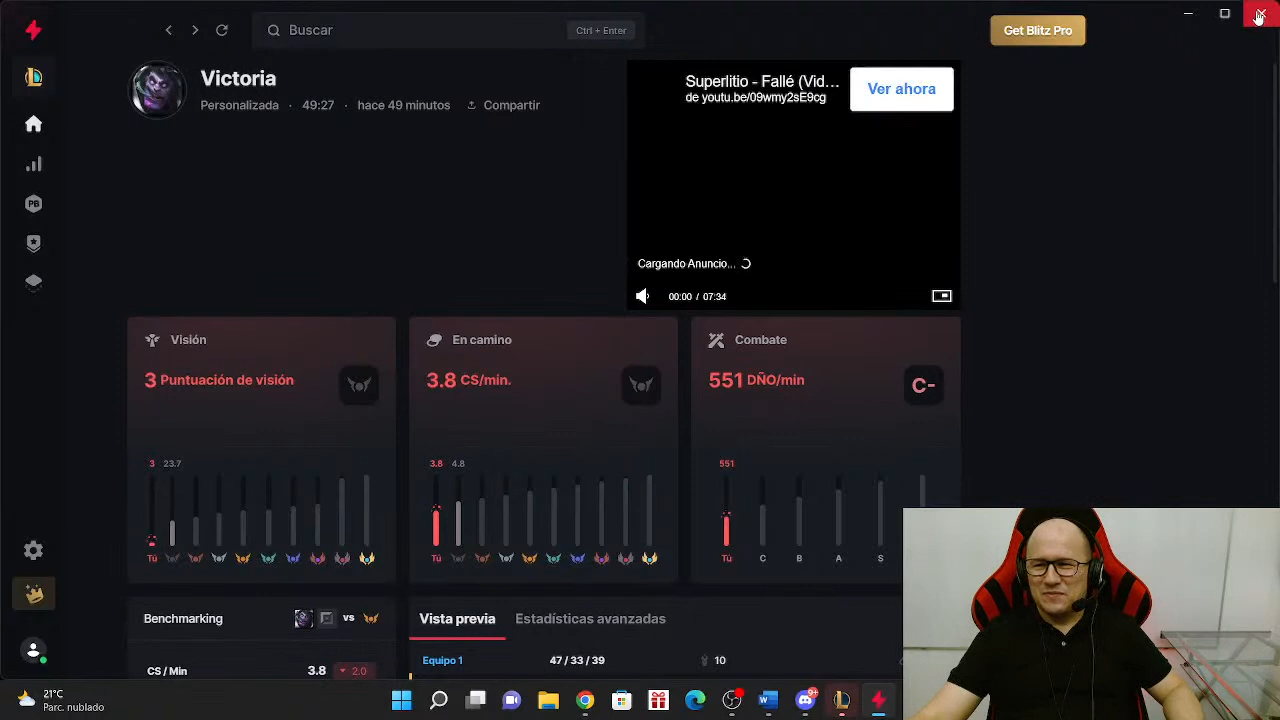 Buscar
Ctrl + Enter
Get Blitz Pro
Victoria
Personalizada · 49:27 · hace 49 minutos
Compartir
Superlitio - Fallé (Vid...
de youtu.be/09wmy2sE9cg
Ver ahora
Cargando Anuncio...
00:00 / 07:34
PB
Visión
3 Puntuación de visión
3 23.7
Tú
En camino
3.8 CS/min.
3.8 4.8
Tú
Combate
551 DÑO/min
C-
551
Tú C B A S
Benchmarking
vs
CS / Min 3.8 2.0
Vista previa
Estadísticas avanzadas
Equipo 1 47 / 33 / 39 10
21°C
Parc. nublado
9+